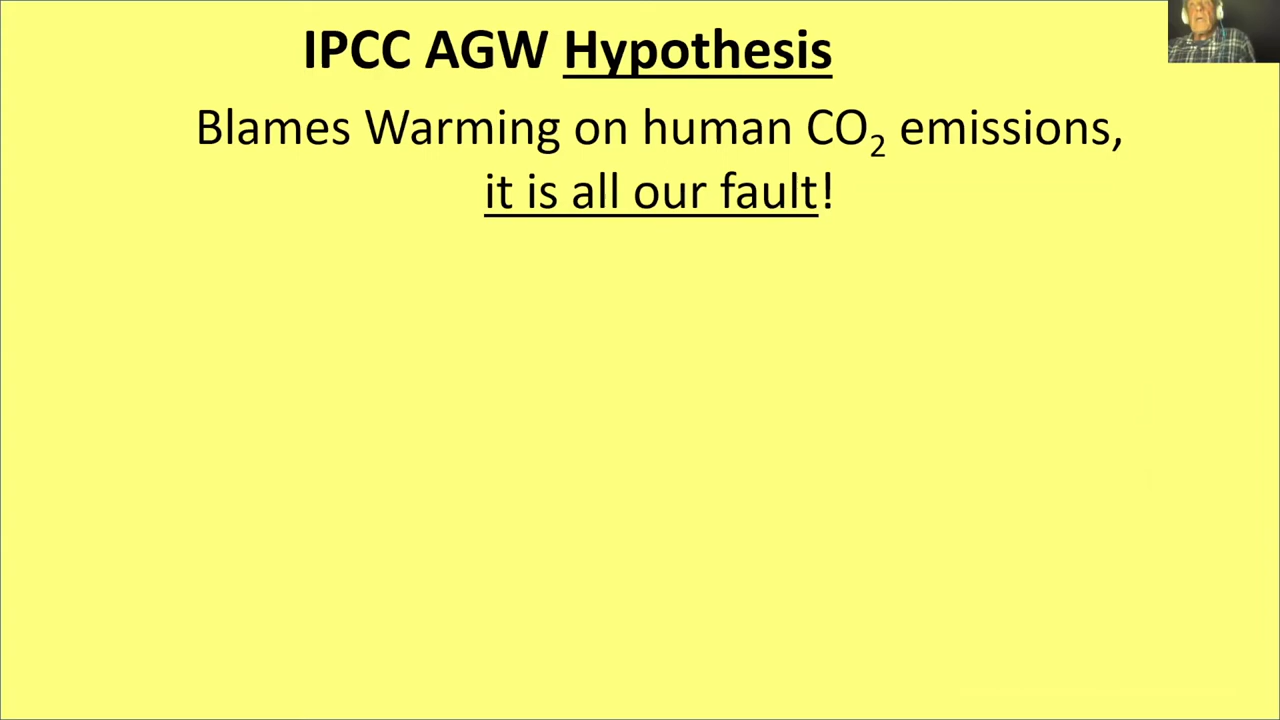 IPCC AGW Hypothesis
Blames Warming on human CO₂ emissions,
it is all our fault!